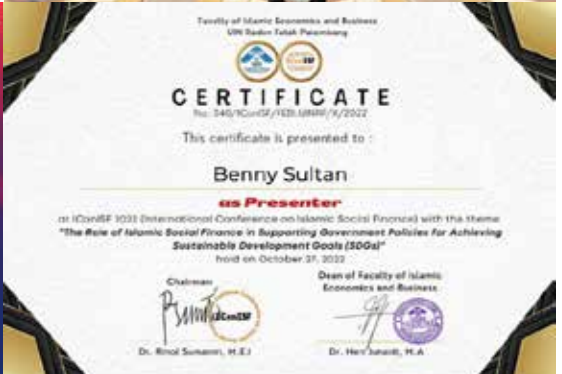 Faculty of Islamic Economics and Business
UIN Raden Fatah Palembang
CERTIFICATE
This certificate is presented to :
Benny Sultan
as Presenter
at IConISF 2022 (International Conference on Islamic Social Finance) with the theme
"The Role of Islamic Social Finance in Supporting Government Policies for Achieving
Sustainable Development Goals (SDGs)"
held on October 27, 2022
Chairman
Dean of Faculty of Islamic
Economics and Business
Dr. Rinol Sumantri, M.E.I
Dr. Heri Junaidi, M.A